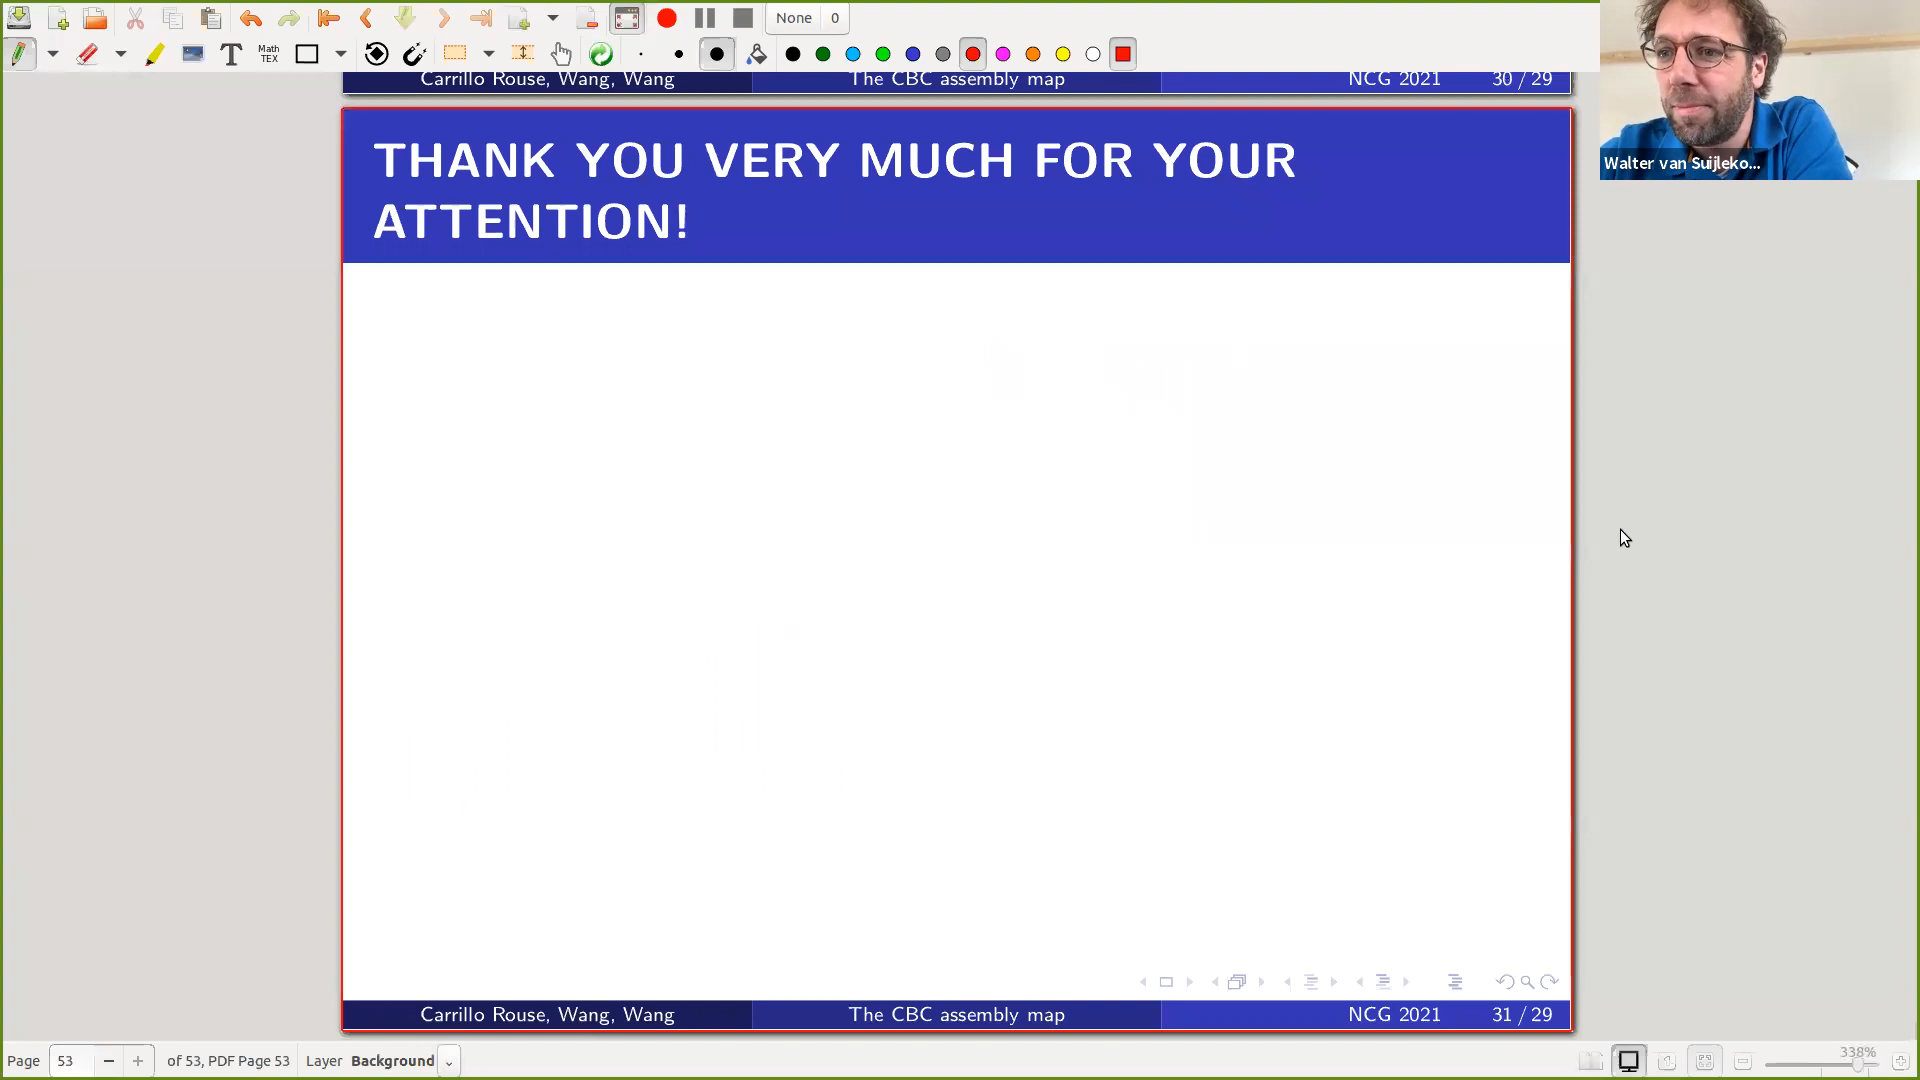 None 0
T Math TEX
Carrillo Rouse, Wang, Wang The CBC assembly map NCG 2021 30 / 29
Walter van Suijleko...
THANK YOU VERY MUCH FOR YOUR
ATTENTION!
Carrillo Rouse, Wang, Wang The CBC assembly map NCG 2021 31 / 29
Page 53 of 53, PDF Page 53 Layer Background 338%